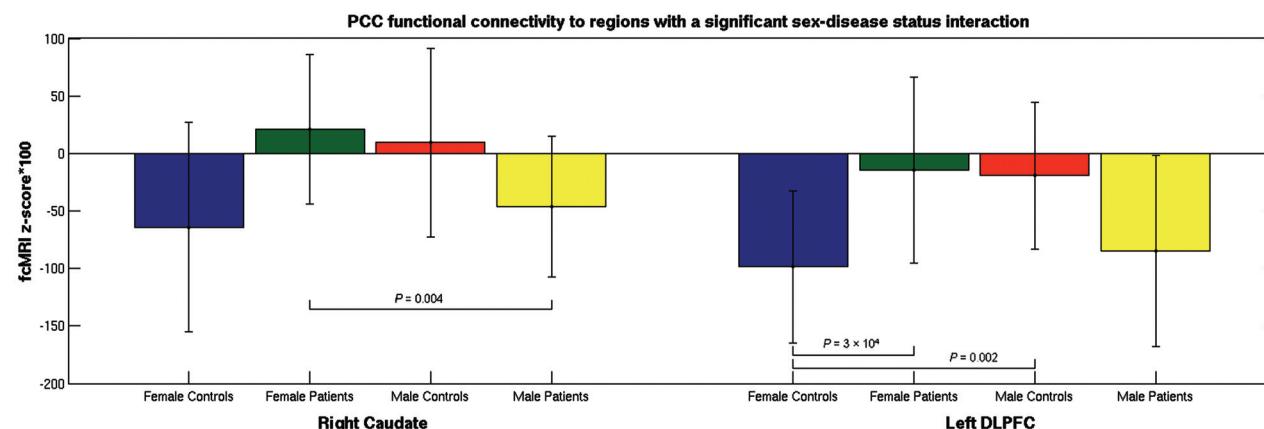 PCC functional connectivity to regions with a significant sex-disease status interaction
fcMRI z-score*100
100
50
0
-50
-100
-150
-200
P = 0.004
P = 3 × 10⁴
P = 0.002
Female Controls Female Patients Male Controls Male Patients Female Controls Female Patients Male Controls Male Patients
Right Caudate Left DLPFC